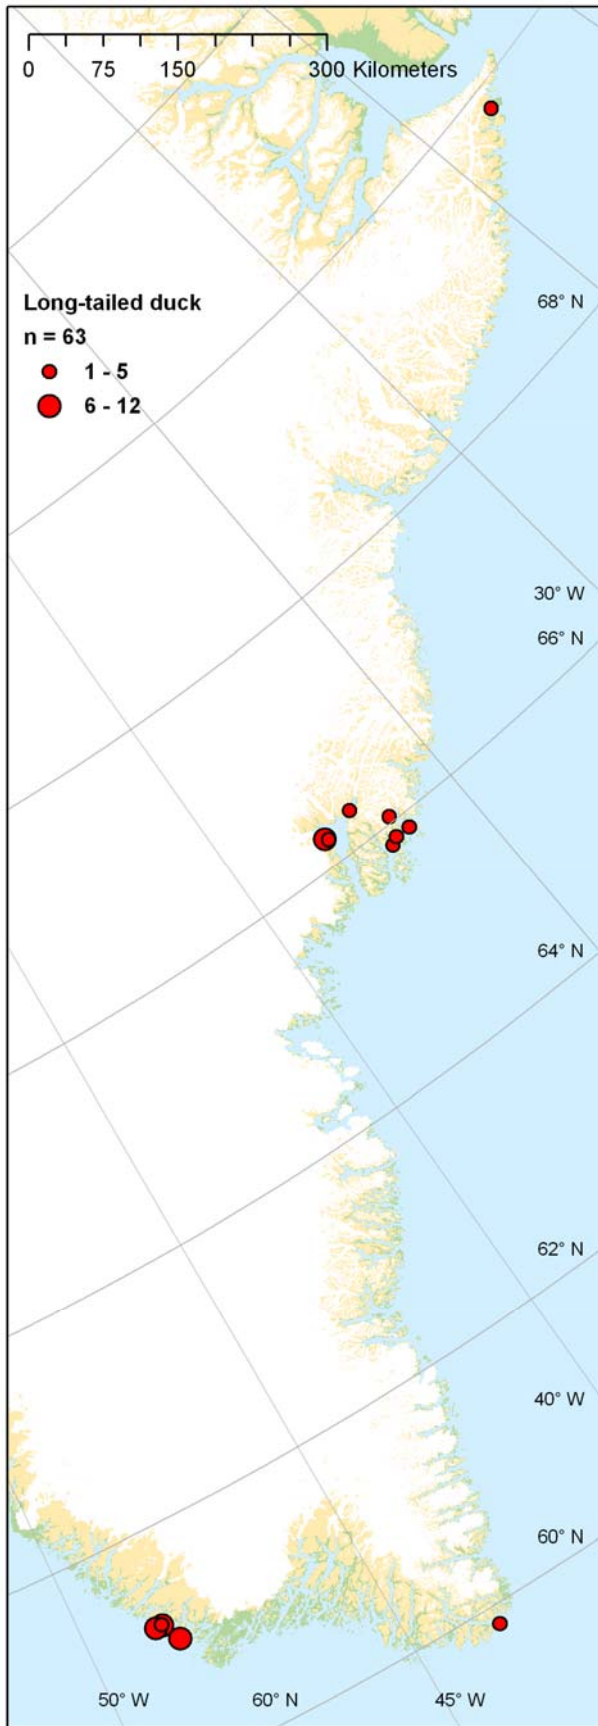 0 75 150 300 Kilometers
Long-tailed duck
n = 63
1 - 5
6 - 12
68° N
30° W
66° N
64° N
62° N
40° W
60° N
50° W 60° N 45° W